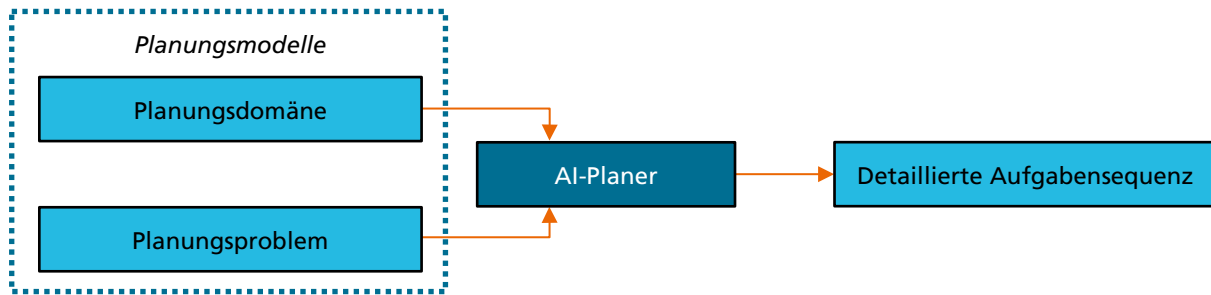 Planungsmodelle
Planungsdomäne
AI-Planer
Detaillierte Aufgabensequenz
Planungsproblem